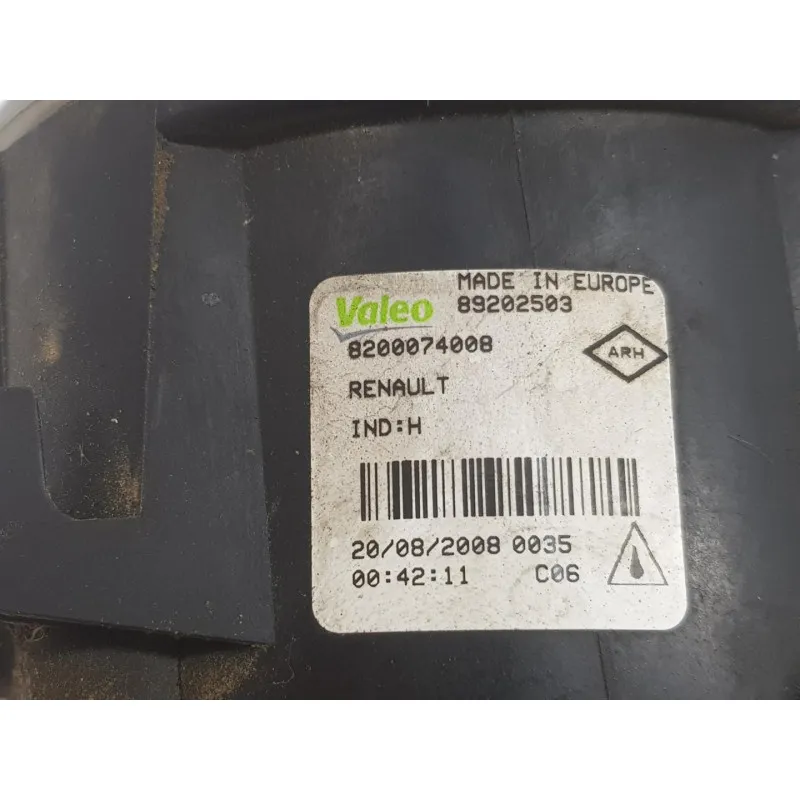 Valeo MADE IN EUROPE
89202503
8200074008
ARH
RENAULT
IND:H
20/08/2008 0035
00:42:11 C06